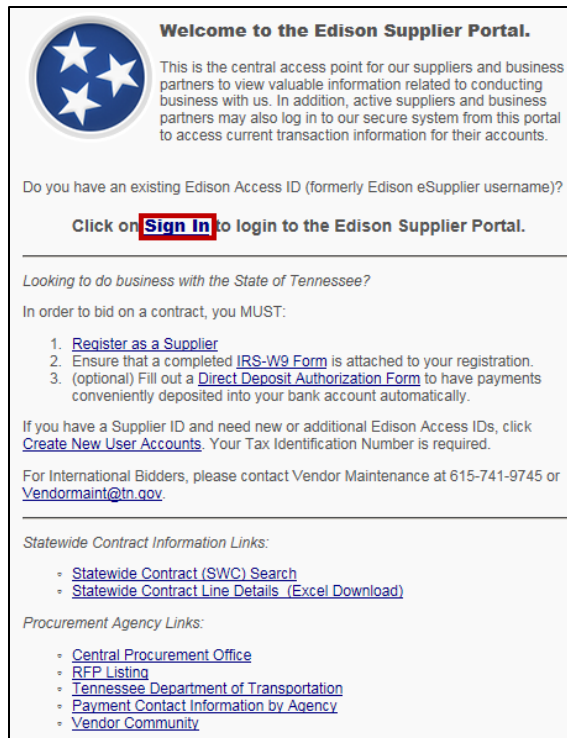 Welcome to the Edison Supplier Portal.
This is the central access point for our suppliers and business
partners to view valuable information related to conducting
business with us. In addition, active suppliers and business
partners may also log in to our secure system from this portal
to access current transaction information for their accounts.
Do you have an existing Edison Access ID (formerly Edison eSupplier username)?
Click on Sign In to login to the Edison Supplier Portal.
Looking to do business with the State of Tennessee?
In order to bid on a contract, you MUST:
1. Register as a Supplier
2. Ensure that a completed IRS-W9 Form is attached to your registration.
3. (optional) Fill out a Direct Deposit Authorization Form to have payments
conveniently deposited into your bank account automatically.
If you have a Supplier ID and need new or additional Edison Access IDs, click
Create New User Accounts. Your Tax Identification Number is required.
For International Bidders, please contact Vendor Maintenance at 615-741-9745 or
Vendormaint@tn.gov.
Statewide Contract Information Links:
◦ Statewide Contract (SWC) Search
◦ Statewide Contract Line Details (Excel Download)
Procurement Agency Links:
◦ Central Procurement Office
◦ RFP Listing
◦ Tennessee Department of Transportation
◦ Payment Contact Information by Agency
◦ Vendor Community